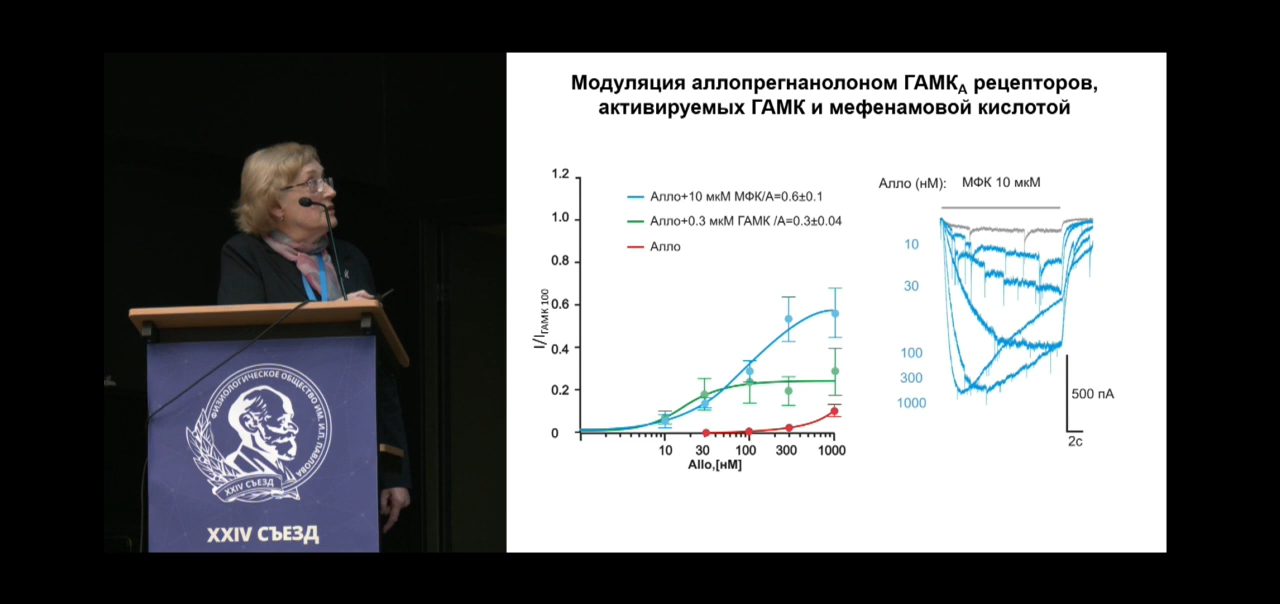 Модуляция аллопрегнанолоном ГАМКА рецепторов,
активируемых ГАМК и мефенамовой кислотой
1.2
1.0
0.8
0.6
0.4
0.2
0
I/IГАМК 100
Алло+10 мкМ МФК/А=0.6±0.1
Алло+0.3 мкМ ГАМК /А=0.3±0.04
Алло
10 30 100 300 1000
Allo,[нМ]
Алло (нМ): МФК 10 мкМ
10
30
100
300
1000
500 пА
2с
ФИЗИОЛОГИЧЕСКОЕ ОБЩЕСТВО ИМ. И.П. ПАВЛОВА
XXIV СЪЕЗД
XXIV СЪЕЗД